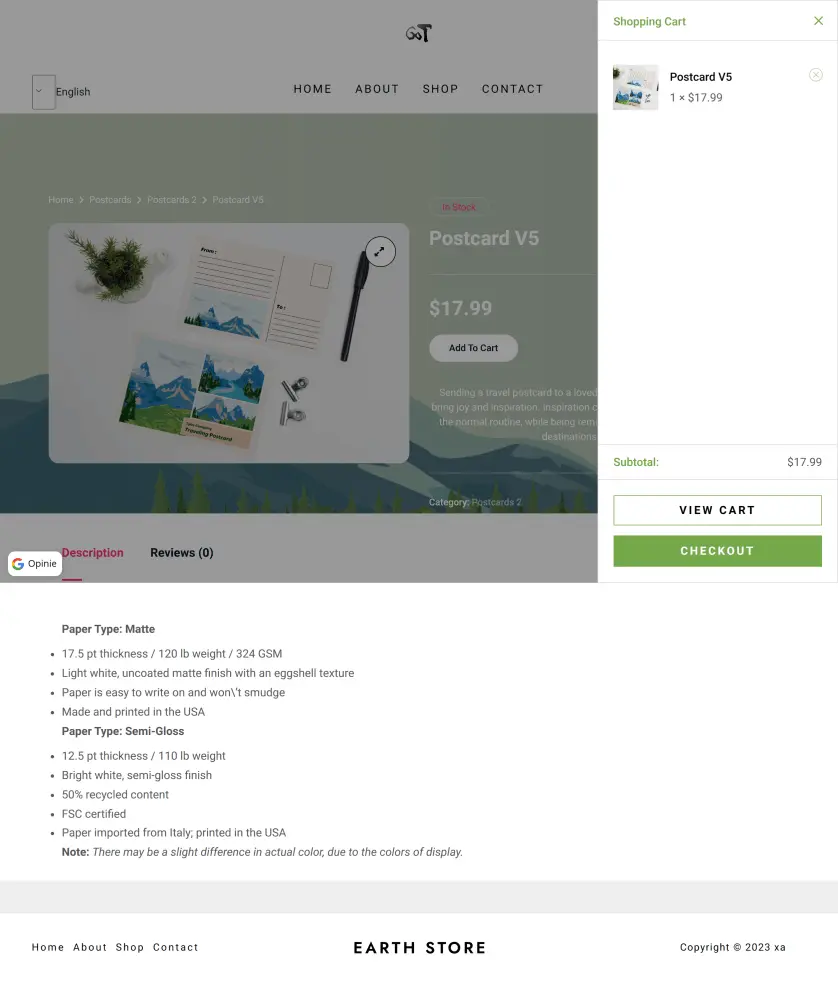 English
HOME ABOUT SHOP CONTACT
Home > Postcards > Postcards 2 > Postcard V5
From:
To:
Traveling Postcard
In Stock
Postcard V5
$17.99
Add To Cart
Sending a travel postcard to a loved
bring joy and inspiration. inspiration
the normal routine, while being
destinations
Category: Postcards 2
Shopping Cart
Postcard V5
1 × $17.99
Subtotal: $17.99
VIEW CART
CHECKOUT
Description Reviews (0)
Opinie
Paper Type: Matte
17.5 pt thickness / 120 lb weight / 324 GSM
Light white, uncoated matte finish with an eggshell texture
Paper is easy to write on and won\'t smudge
Made and printed in the USA
Paper Type: Semi-Gloss
12.5 pt thickness / 110 lb weight
Bright white, semi-gloss finish
50% recycled content
FSC certified
Paper imported from Italy; printed in the USA
Note: There may be a slight difference in actual color, due to the colors of display.
Home About Shop Contact
EARTH STORE
Copyright © 2023 xa